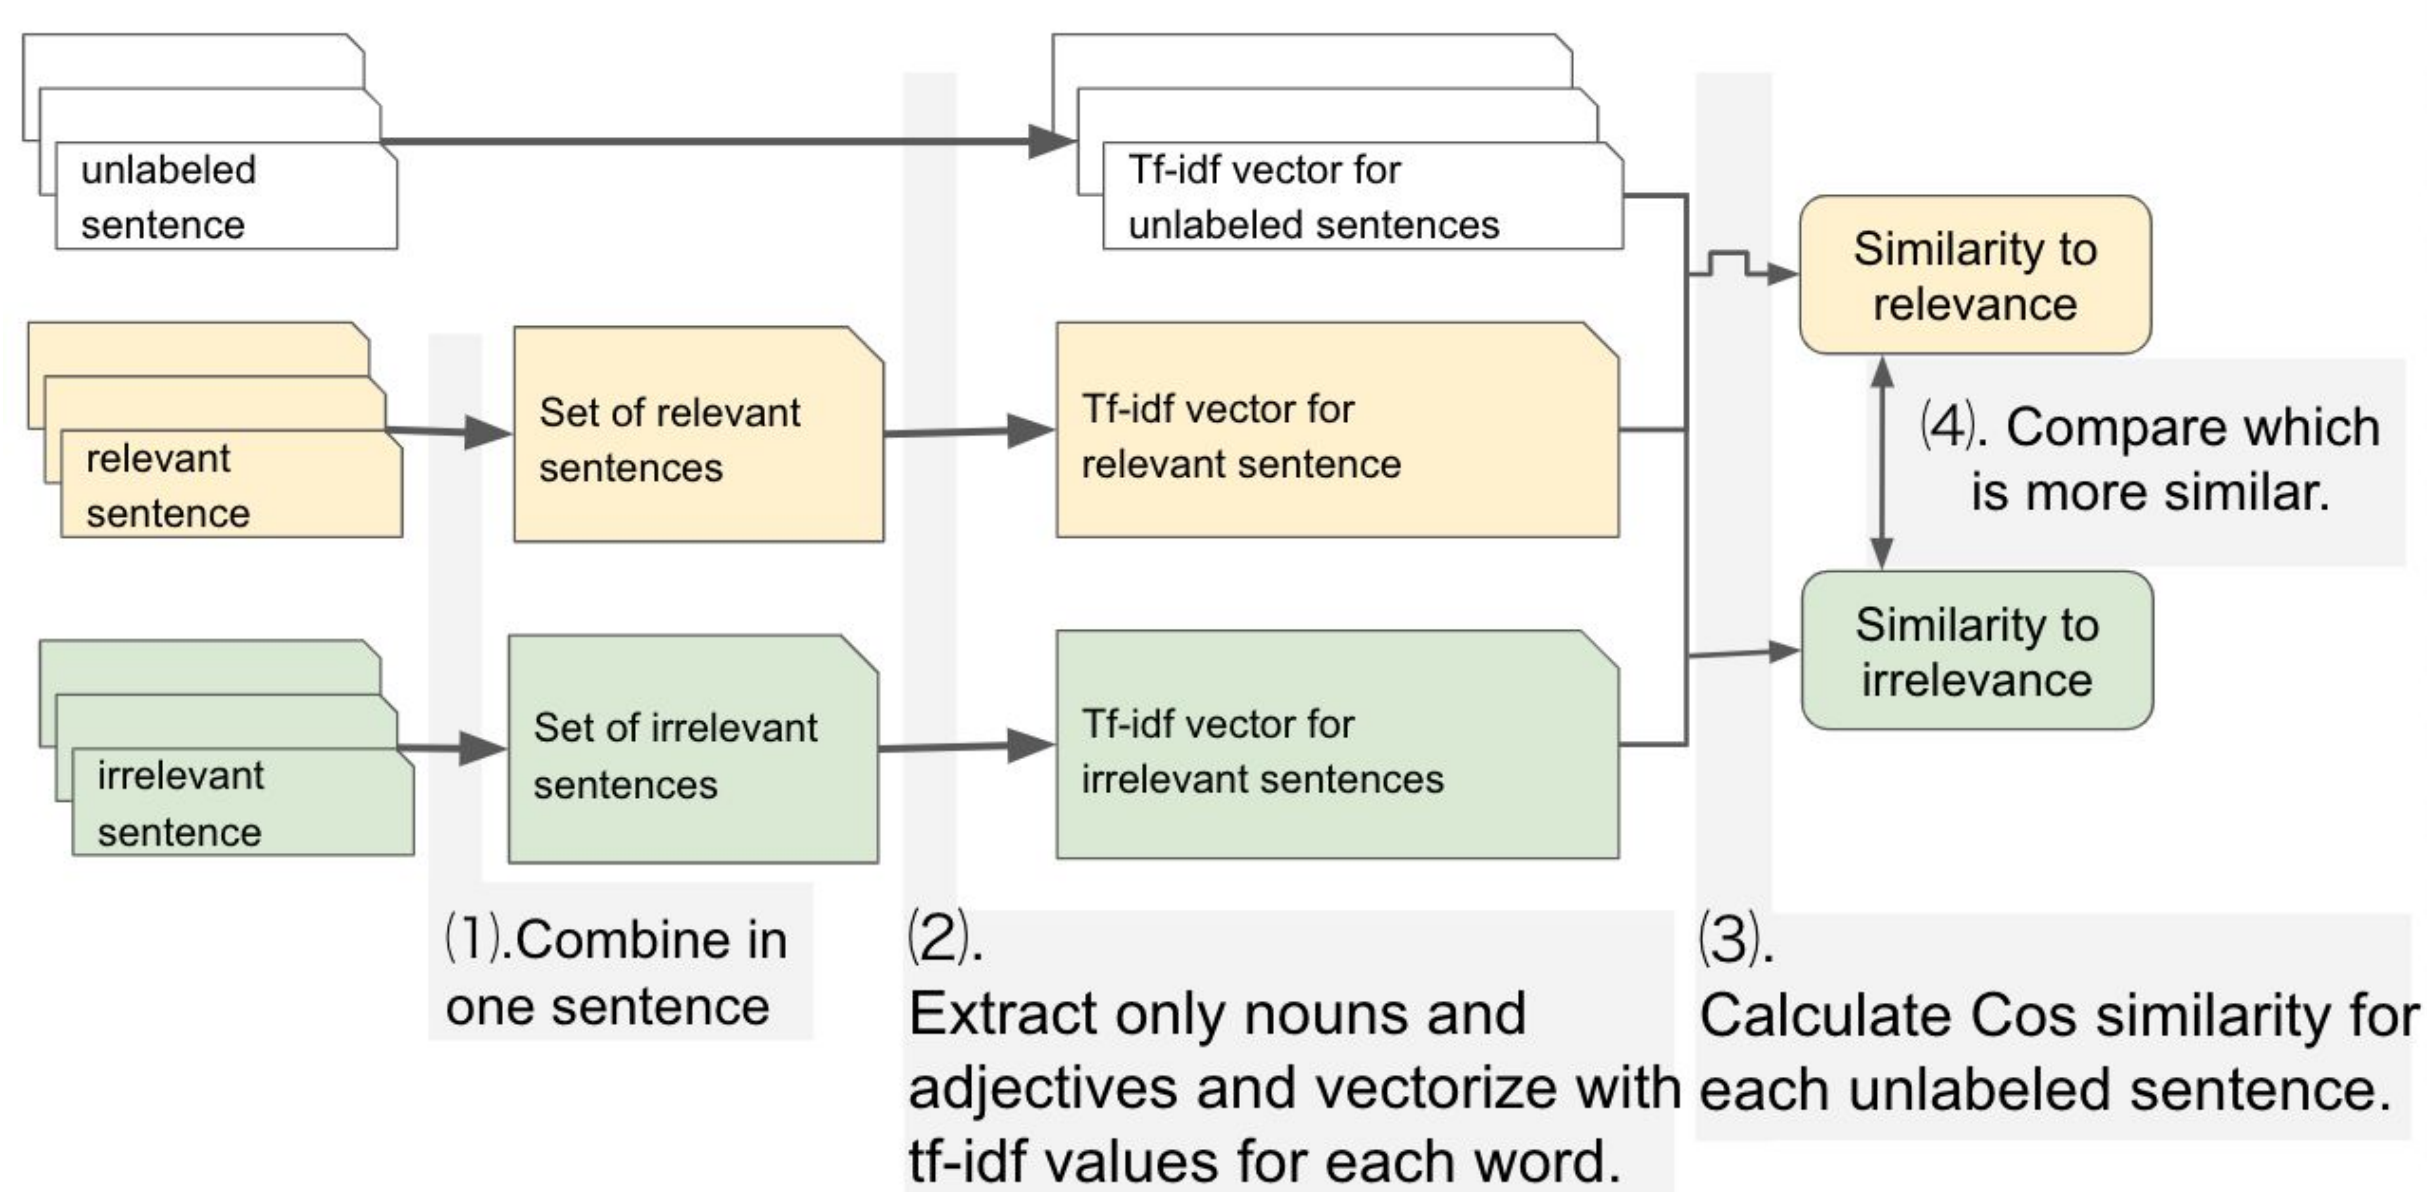 unlabeled
sentence
Tf-idf vector for
unlabeled sentences
Similarity to
relevance
relevant
sentence
Set of relevant
sentences
Tf-idf vector for
relevant sentence
⑷. Compare which
is more similar.
irrelevant
sentence
Set of irrelevant
sentences
Tf-idf vector for
irrelevant sentences
Similarity to
irrelevance
⑴.Combine in
one sentence
⑵.
Extract only nouns and
adjectives and vectorize with
tf-idf values for each word.
⑶.
Calculate Cos similarity for
each unlabeled sentence.